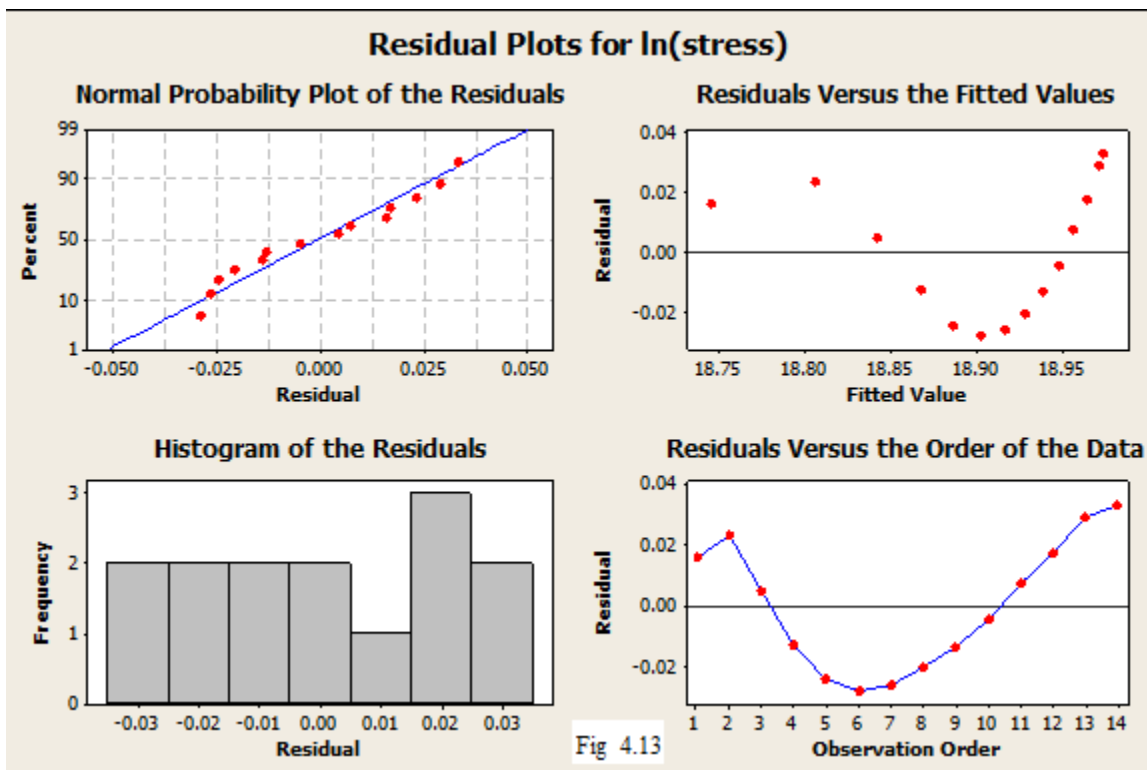 Residual Plots for ln(stress)
Normal Probability Plot of the Residuals
99
90
50
10
1
Percent
-0.050 -0.025 0.000 0.025 0.050
Residual
Residuals Versus the Fitted Values
0.04
0.02
0.00
-0.02
Residual
18.75 18.80 18.85 18.90 18.95
Fitted Value
Histogram of the Residuals
3
2
1
0
Frequency
-0.03 -0.02 -0.01 0.00 0.01 0.02 0.03
Residual
Residuals Versus the Order of the Data
0.04
0.02
0.00
-0.02
Residual
1 2 3 4 5 6 7 8 9 10 11 12 13 14
Observation Order
Fig 4.13